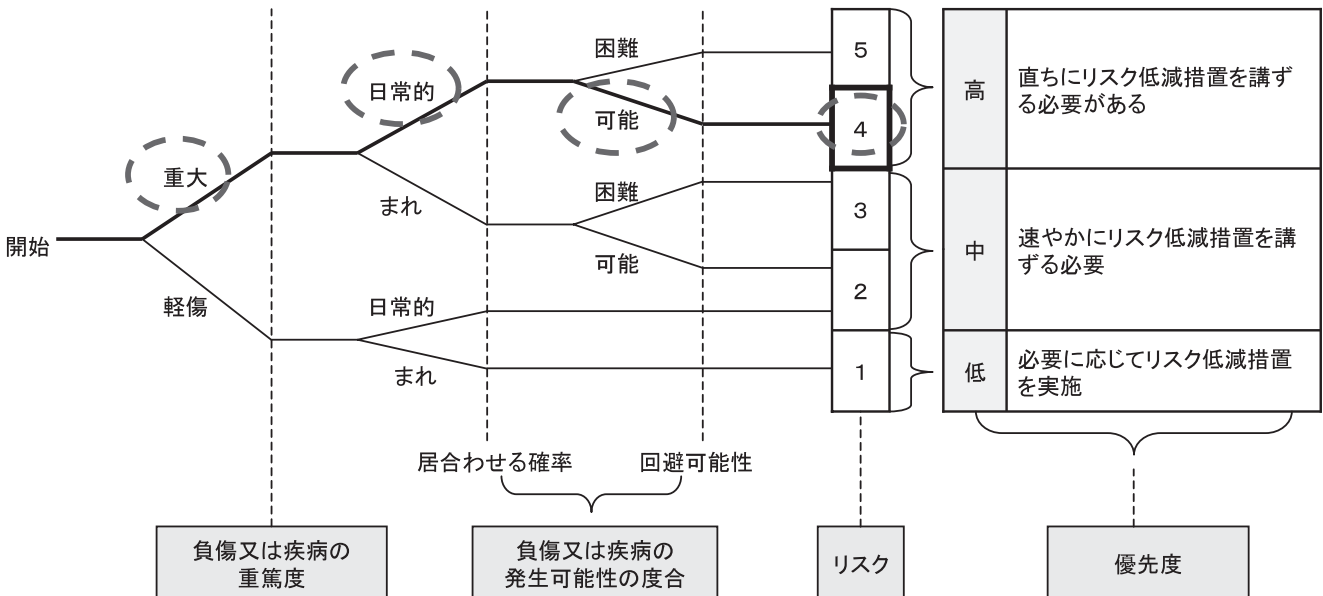 開始
重大
軽傷
日常的
まれ
日常的
まれ
困難
可能
困難
可能
5
4
3
2
1
高
直ちにリスク低減措置を講ず
る必要がある
中
速やかにリスク低減措置を講
ずる必要
低
必要に応じてリスク低減措置
を実施
居合わせる確率
回避可能性
負傷又は疾病の
重篤度
負傷又は疾病の
発生可能性の度合
リスク
優先度